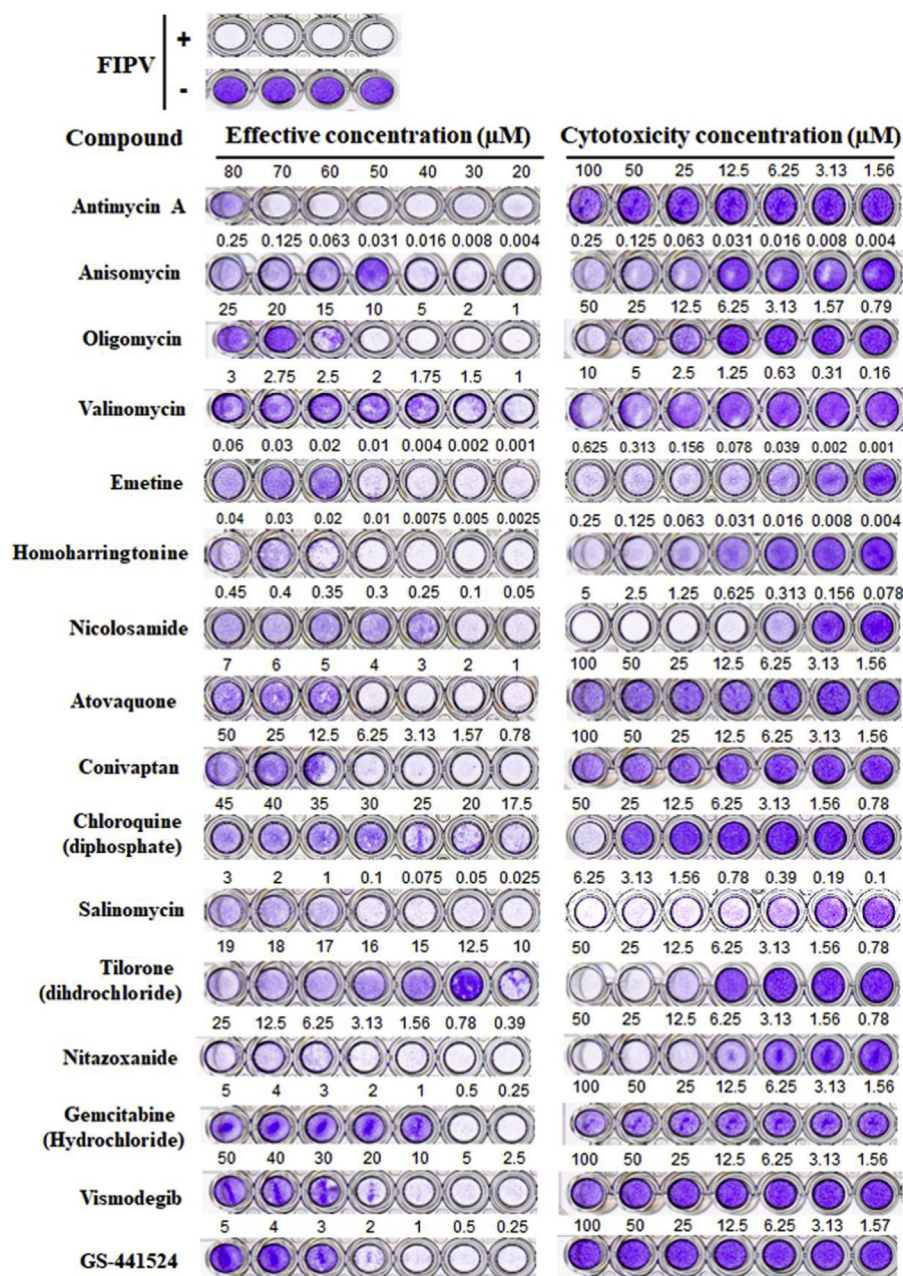 +
FIPV
-
Compound Effective concentration (μM) Cytotoxicity concentration (μM)
80 70 60 50 40 30 20 100 50 25 12.5 6.25 3.13 1.56
Antimycin A
0.25 0.125 0.063 0.031 0.016 0.008 0.004 0.25 0.125 0.063 0.031 0.016 0.008 0.004
Anisomycin
25 20 15 10 5 2 1 50 25 12.5 6.25 3.13 1.57 0.79
Oligomycin
3 2.75 2.5 2 1.75 1.5 1 10 5 2.5 1.25 0.63 0.31 0.16
Valinomycin
0.06 0.03 0.02 0.01 0.004 0.002 0.001 0.625 0.313 0.156 0.078 0.039 0.002 0.001
Emetine
0.04 0.03 0.02 0.01 0.0075 0.005 0.0025 0.25 0.125 0.063 0.031 0.016 0.008 0.004
Homoharringtonine
0.45 0.4 0.35 0.3 0.25 0.1 0.05 5 2.5 1.25 0.625 0.313 0.156 0.078
Nicolosamide
7 6 5 4 3 2 1 100 50 25 12.5 6.25 3.13 1.56
Atovaquone
50 25 12.5 6.25 3.13 1.57 0.78 100 50 25 12.5 6.25 3.13 1.56
Conivaptan
45 40 35 30 25 20 17.5 50 25 12.5 6.25 3.13 1.56 0.78
Chloroquine
(diphosphate)
3 2 1 0.1 0.075 0.05 0.025 6.25 3.13 1.56 0.78 0.39 0.19 0.1
Salinomycin
19 18 17 16 15 12.5 10 50 25 12.5 6.25 3.13 1.56 0.78
Tilorone
(dihdrochloride)
25 12.5 6.25 3.13 1.56 0.78 0.39 50 25 12.5 6.25 3.13 1.56 0.78
Nitazoxanide
5 4 3 2 1 0.5 0.25 100 50 25 12.5 6.25 3.13 1.56
Gemcitabine
(Hydrochloride)
50 40 30 20 10 5 2.5 100 50 25 12.5 6.25 3.13 1.56
Vismodegib
5 4 3 2 1 0.5 0.25 100 50 25 12.5 6.25 3.13 1.57
GS-441524